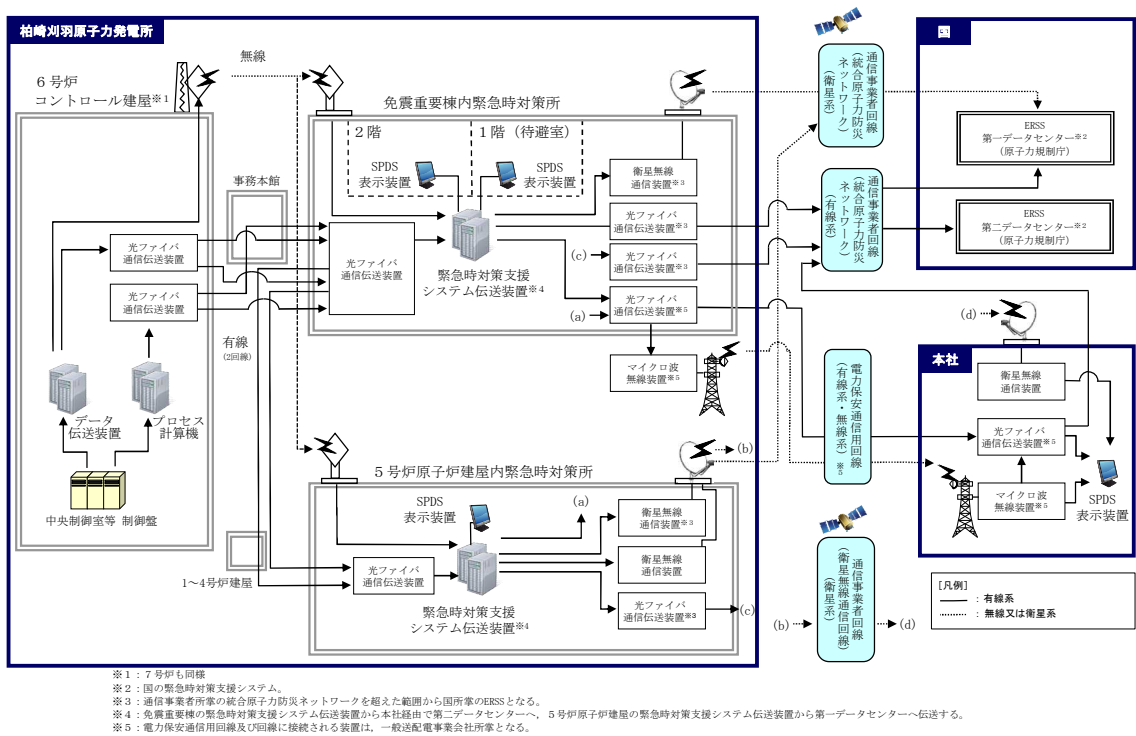 柏崎刈羽原子力発電所
6号炉
コントロール建屋※1
無線
光ファイバ
通信伝送装置
光ファイバ
通信伝送装置
データ
伝送装置
プロセス
計算機
中央制御室等 制御盤
事務本館
有線
(2回線)
1～4号炉建屋
免震重要棟内緊急時対策所
2階
1階(待避室)
SPDS
表示装置
SPDS
表示装置
光ファイバ
通信伝送装置
緊急時対策支援
システム伝送装置※4
衛星無線
通信装置※3
光ファイバ
通信伝送装置※3
(c)
光ファイバ
通信伝送装置※3
(a)
光ファイバ
通信伝送装置※5
マイクロ波
無線装置※5
5号炉原子炉建屋内緊急時対策所
(b)
SPDS
表示装置
(a)
光ファイバ
通信伝送装置
緊急時対策支援
システム伝送装置※4
衛星無線
通信装置※3
衛星無線
通信装置
光ファイバ
通信伝送装置※3
(c)
通信事業者回線
(統合原子力防災
ネットワーク)
(衛星系)
通信事業者回線
(統合原子力防災
ネットワーク)
(有線系)
電力保安通信用回線
(有線系・無線系)※5
通信事業者回線
(衛星無線通信回線)
(衛星系)
(b)
(d)
国
ERSS
第一データセンター※2
(原子力規制庁)
ERSS
第二データセンター※2
(原子力規制庁)
(d)
本社
衛星無線
通信装置
光ファイバ
通信伝送装置※5
マイクロ波
無線装置※5
SPDS
表示装置
[凡例]
：有線系
：無線又は衛星系
※1：7号炉も同様
※2：国の緊急時対策支援システム。
※3：通信事業者所掌の統合原子力防災ネットワークを超えた範囲から国所掌のERSSとなる。
※4：免震重要棟の緊急時対策支援システム伝送装置から本社経由で第二データセンターへ，5号炉原子炉建屋の緊急時対策支援システム伝送装置から第一データセンターへ伝送する。
※5：電力保安通信用回線及び回線に接続される装置は，一般送配電事業会社所掌となる。